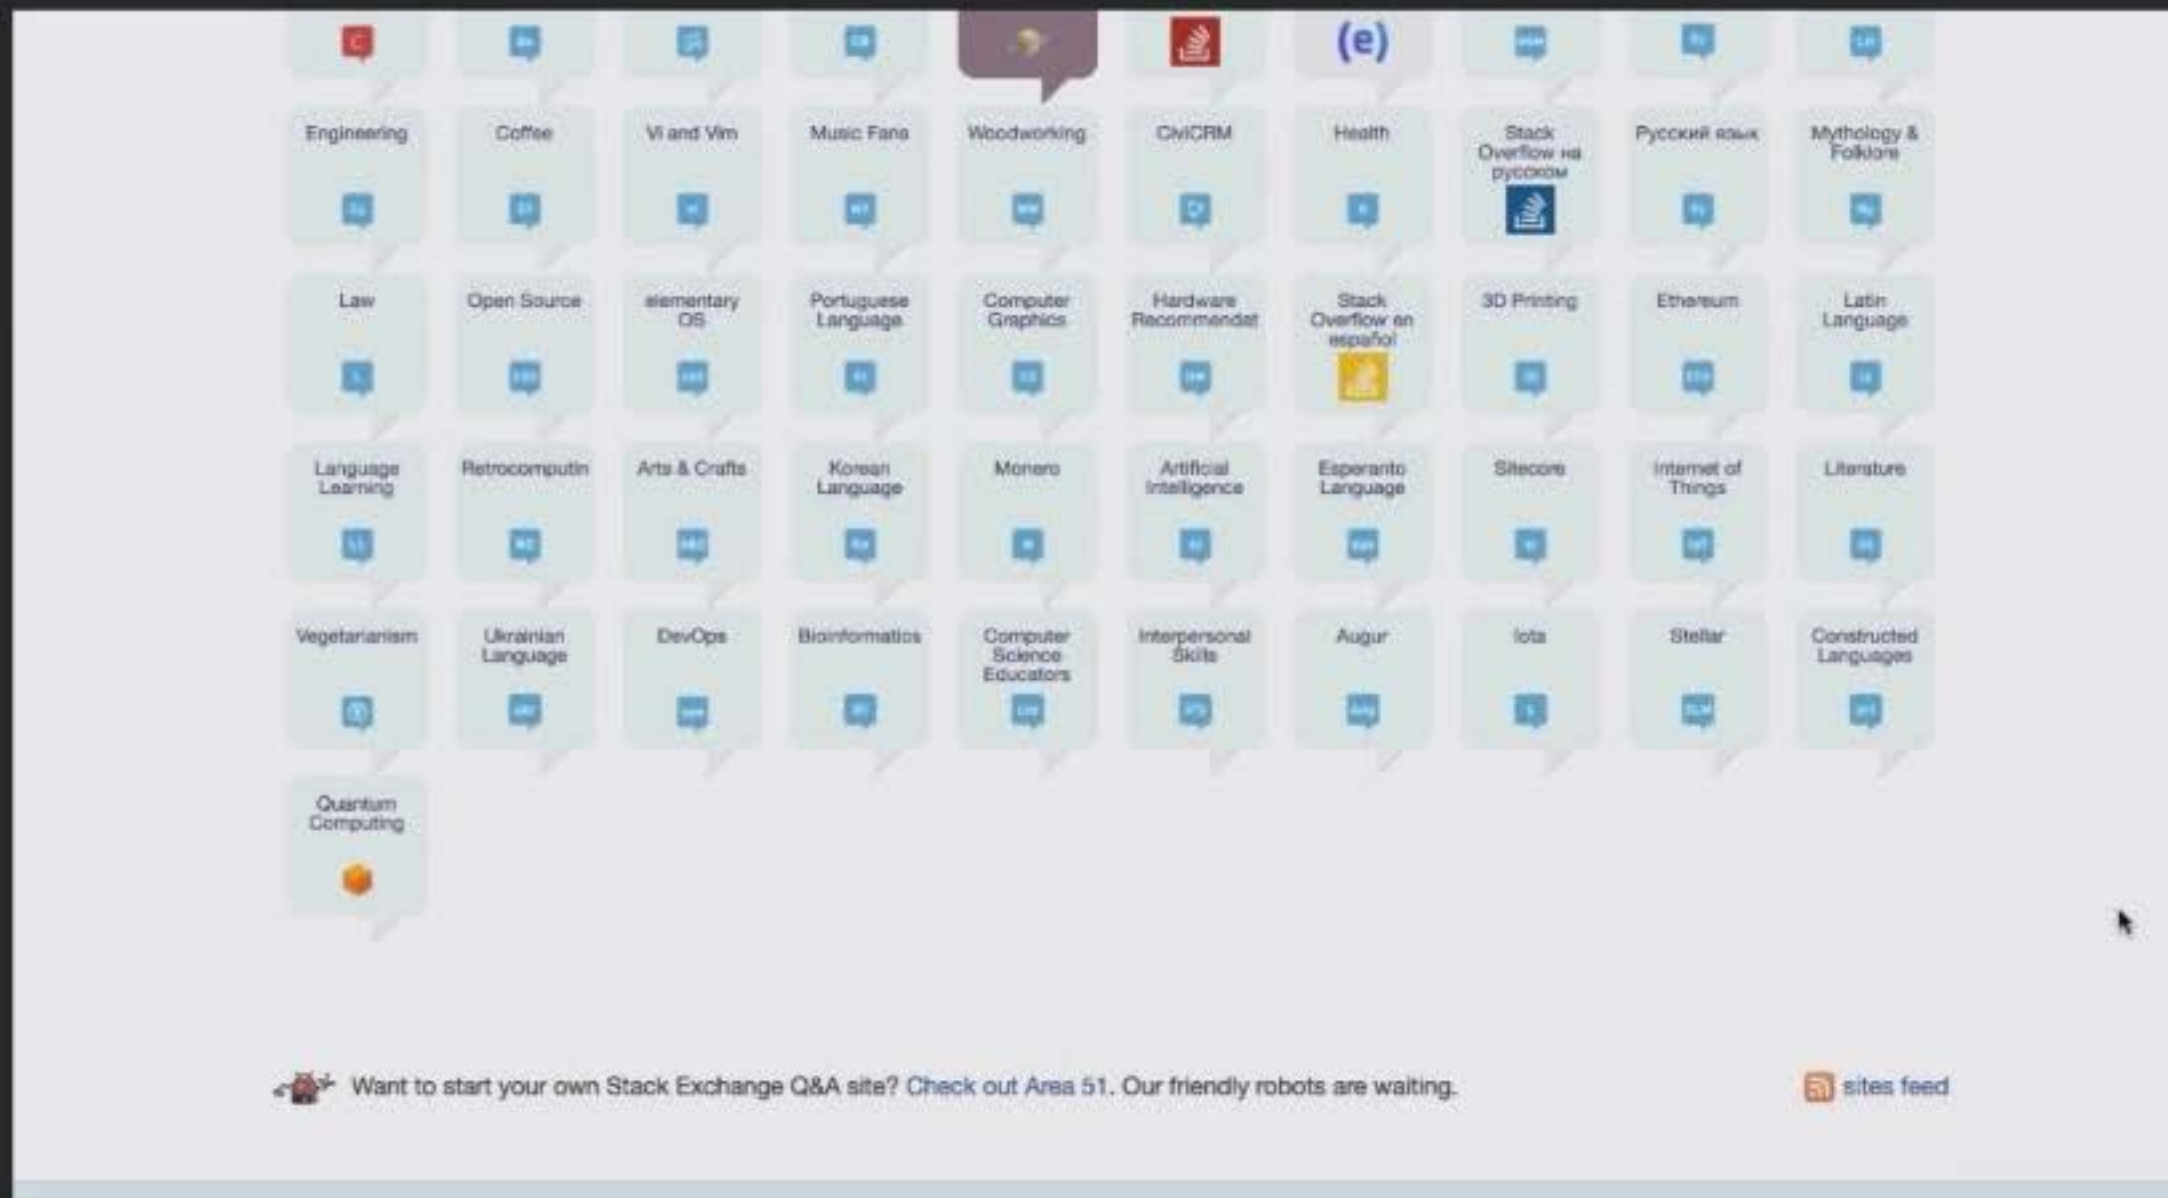 (e)
Engineering
Coffee
Vi and Vim
Music Fans
Woodworking
CiviCRM
Health
Stack
Overflow на
русском
Русский язык
Mythology &
Folklore
Law
Open Source
elementary
OS
Portuguese
Language
Computer
Graphics
Hardware
Recommendat
Stack
Overflow en
español
3D Printing
Ethereum
Latin
Language
Language
Learning
Retrocomputin
Arts & Crafts
Korean
Language
Monero
Artificial
Intelligence
Esperanto
Language
Sitecore
Internet of
Things
Literature
Vegetarianism
Ukrainian
Language
DevOps
Bioinformatics
Computer
Science
Educators
Interpersonal
Skills
Augur
Iota
Stellar
Constructed
Languages
Quantum
Computing
Want to start your own Stack Exchange Q&A site? Check out Area 51. Our friendly robots are waiting.
sites feed